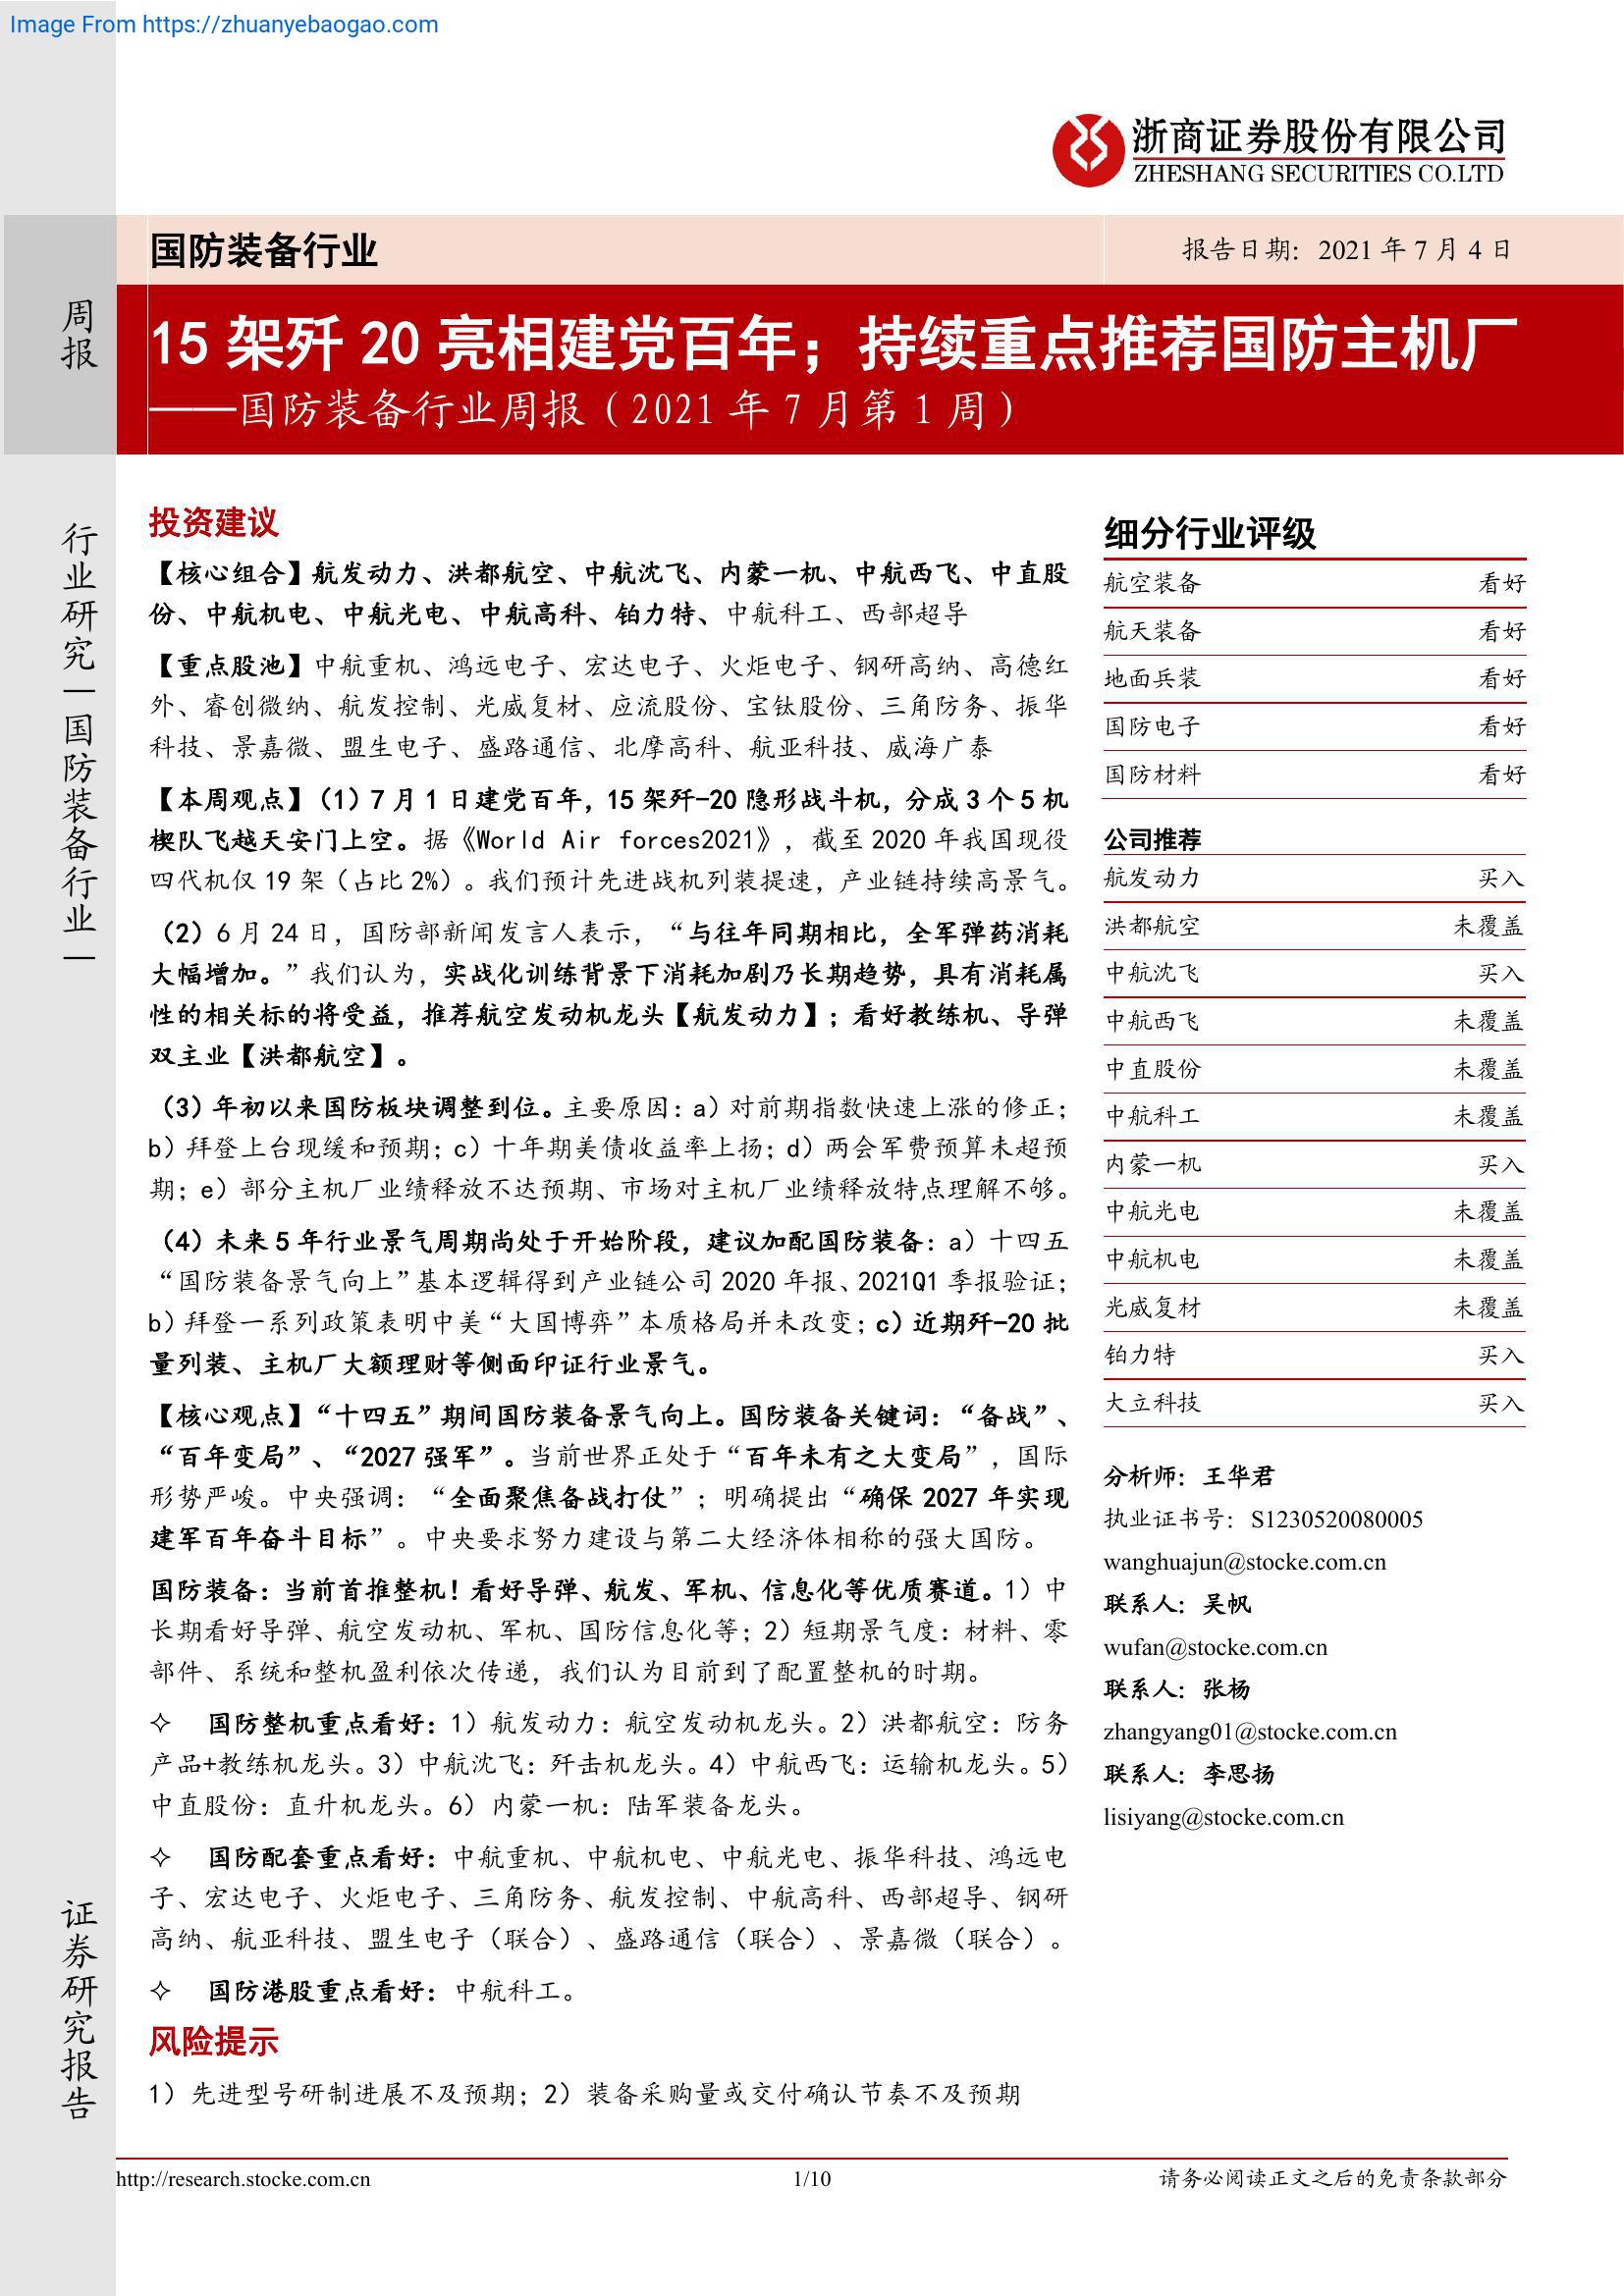 Image From https://zhuanyebaogao.com
浙商证券股份有限公司
ZHESHANG SECURITIES CO.LTD
周报
国防装备行业
报告日期：2021 年 7 月 4 日
15 架歼 20 亮相建党百年；持续重点推荐国防主机厂
——国防装备行业周报（2021 年 7 月第 1 周）
行业研究｜国防装备行业｜
证券研究报告
投资建议
【核心组合】航发动力、洪都航空、中航沈飞、内蒙一机、中航西飞、中直股
份、中航机电、中航光电、中航高科、铂力特、中航科工、西部超导
【重点股池】中航重机、鸿远电子、宏达电子、火炬电子、钢研高纳、高德红
外、睿创微纳、航发控制、光威复材、应流股份、宝钛股份、三角防务、振华
科技、景嘉微、盟生电子、盛路通信、北摩高科、航亚科技、威海广泰
【本周观点】（1）7 月 1 日建党百年，15 架歼-20 隐形战斗机，分成 3 个 5 机
楔队飞越天安门上空。据《World Air forces2021》，截至 2020 年我国现役
四代机仅 19 架（占比 2%）。我们预计先进战机列装提速，产业链持续高景气。
（2）6 月 24 日，国防部新闻发言人表示，“与往年同期相比，全军弹药消耗
大幅增加。”我们认为，实战化训练背景下消耗加剧乃长期趋势，具有消耗属
性的相关标的将受益，推荐航空发动机龙头【航发动力】；看好教练机、导弹
双主业【洪都航空】。
（3）年初以来国防板块调整到位。主要原因：a）对前期指数快速上涨的修正；
b）拜登上台现缓和预期；c）十年期美债收益率上扬；d）两会军费预算未超预
期；e）部分主机厂业绩释放不达预期、市场对主机厂业绩释放特点理解不够。
（4）未来 5 年行业景气周期尚处于开始阶段，建议加配国防装备：a）十四五
“国防装备景气向上”基本逻辑得到产业链公司 2020 年报、2021Q1 季报验证；
b）拜登一系列政策表明中美“大国博弈”本质格局并未改变；c）近期歼-20 批
量列装、主机厂大额理财等侧面印证行业景气。
【核心观点】“十四五”期间国防装备景气向上。国防装备关键词：“备战”、
“百年变局”、“2027 强军”。当前世界正处于“百年未有之大变局”，国际
形势严峻。中央强调：“全面聚焦备战打仗”；明确提出“确保 2027 年实现
建军百年奋斗目标”。中央要求努力建设与第二大经济体相称的强大国防。
国防装备：当前首推整机！看好导弹、航发、军机、信息化等优质赛道。1）中
长期看好导弹、航空发动机、军机、国防信息化等；2）短期景气度：材料、零
部件、系统和整机盈利依次传递，我们认为目前到了配置整机的时期。
✧ 国防整机重点看好：1）航发动力：航空发动机龙头。2）洪都航空：防务
产品+教练机龙头。3）中航沈飞：歼击机龙头。4）中航西飞：运输机龙头。5）
中直股份：直升机龙头。6）内蒙一机：陆军装备龙头。
✧ 国防配套重点看好：中航重机、中航机电、中航光电、振华科技、鸿远电
子、宏达电子、火炬电子、三角防务、航发控制、中航高科、西部超导、钢研
高纳、航亚科技、盟生电子（联合）、盛路通信（联合）、景嘉微（联合）。
✧ 国防港股重点看好：中航科工。
风险提示
1）先进型号研制进展不及预期；2）装备采购量或交付确认节奏不及预期
细分行业评级
航空装备 看好
航天装备 看好
地面兵装 看好
国防电子 看好
国防材料 看好
公司推荐
航发动力 买入
洪都航空 未覆盖
中航沈飞 买入
中航西飞 未覆盖
中直股份 未覆盖
中航科工 未覆盖
内蒙一机 买入
中航光电 未覆盖
中航机电 未覆盖
光威复材 未覆盖
铂力特 买入
大立科技 买入
分析师：王华君
执业证书号：S1230520080005
wanghuajun@stocke.com.cn
联系人：吴帆
wufan@stocke.com.cn
联系人：张杨
zhangyang01@stocke.com.cn
联系人：李思扬
lisiyang@stocke.com.cn
http://research.stocke.com.cn
1/10
请务必阅读正文之后的免责条款部分